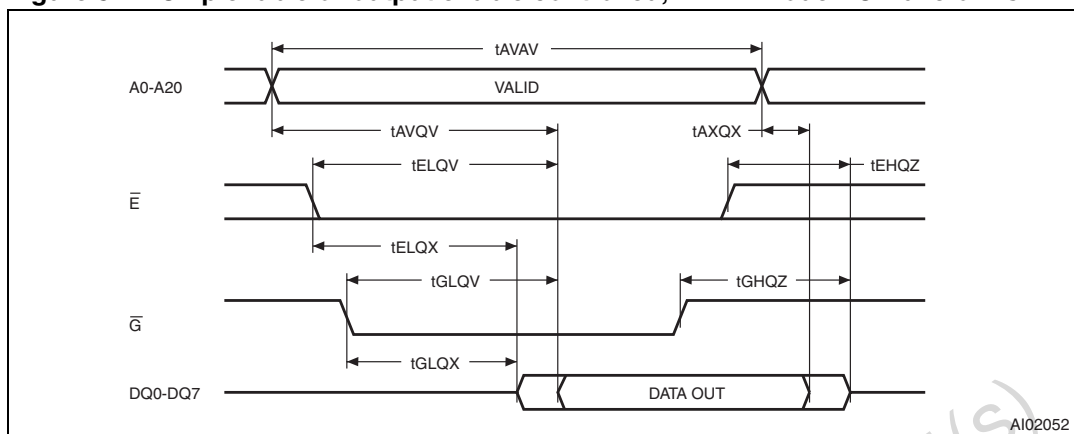 tAVAV
A0-A20
VALID
tAVQV
tAXQX
tELQV
tEHQZ
E
tELQX
tGLQV
tGHQZ
G
tGLQX
DQ0-DQ7
DATA OUT
AI02052